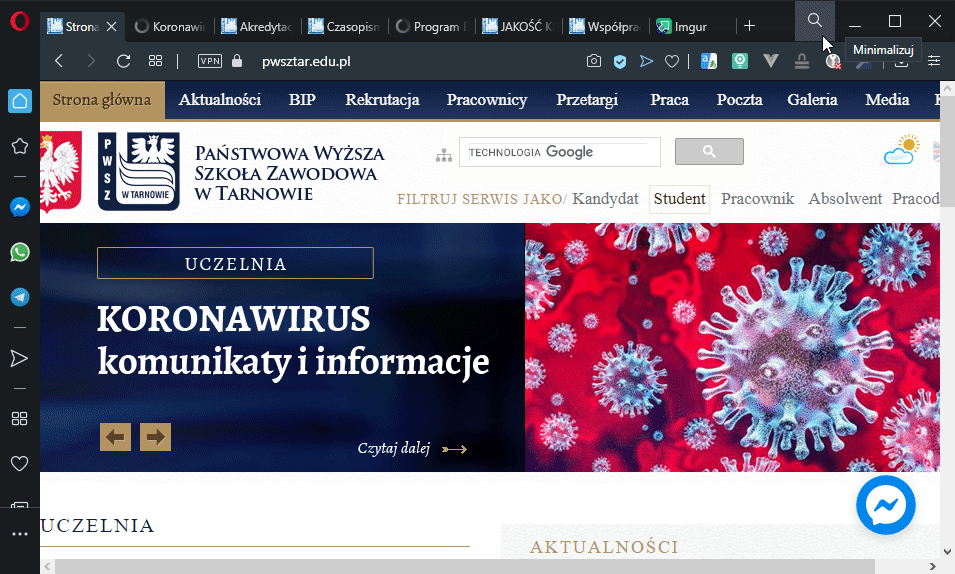 Strona
Koronawir
Akredytac
Czasopism
Program E
JAKOŚĆ K
Współpra
Imgur
Minimalizuj
VPN
pwsztar.edu.pl
Strona główna
Aktualności
BIP
Rekrutacja
Pracownicy
Przetargi
Praca
Poczta
Galeria
Media
PWSZ
W TARNOWIE
Państwowa Wyższa
Szkoła Zawodowa
w Tarnowie
TECHNOLOGIA Google
FILTRUJ SERWIS JAKO/ Kandydat Student Pracownik Absolwent Pracod
UCZELNIA
KORONAWIRUS
komunikaty i informacje
Czytaj dalej
UCZELNIA
AKTUALNOŚCI